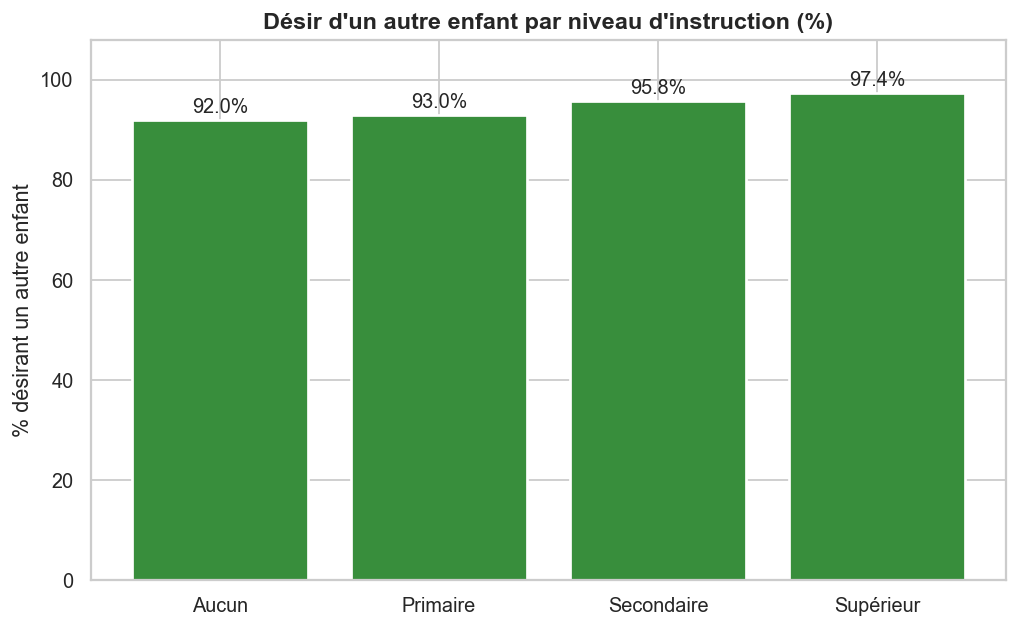 Désir d'un autre enfant par niveau d'instruction (%)
% désirant un autre enfant
100
80
60
40
20
0
92.0%
93.0%
95.8%
97.4%
Aucun
Primaire
Secondaire
Supérieur